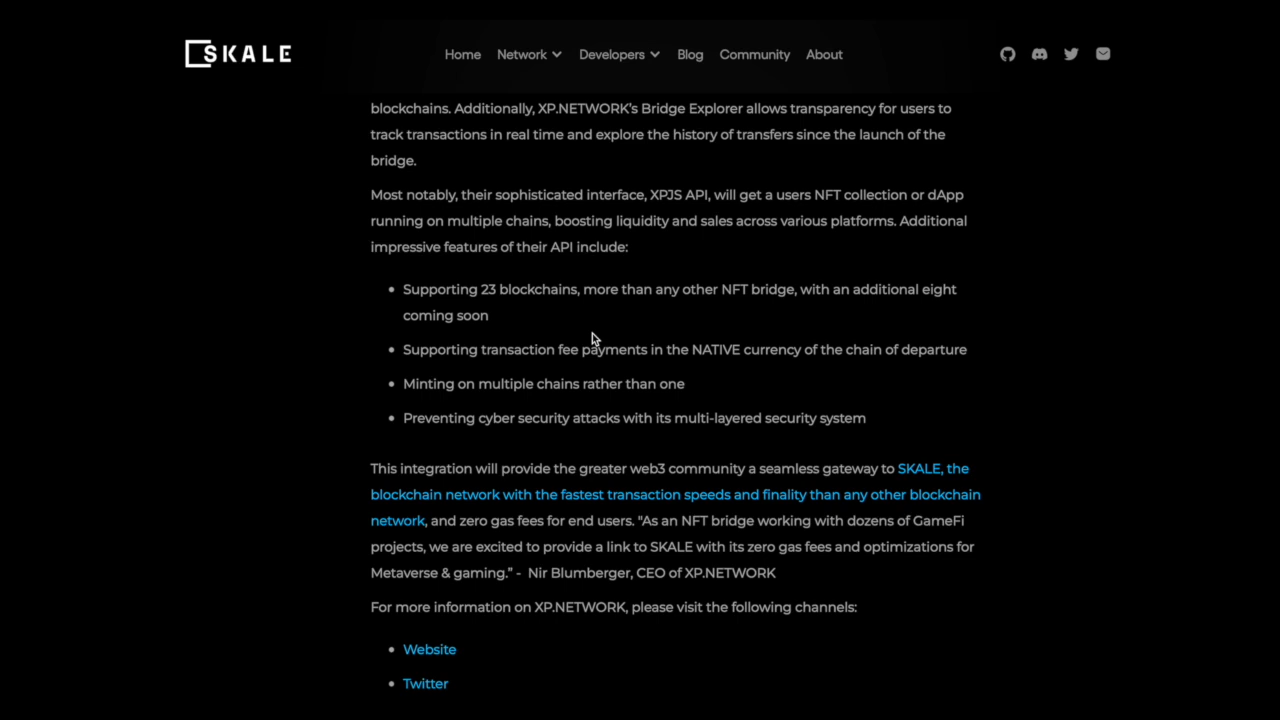 SKALE
Home Network Developers Blog Community About
blockchains. Additionally, XP.NETWORK's Bridge Explorer allows transparency for users to
track transactions in real time and explore the history of transfers since the launch of the
bridge.
Most notably, their sophisticated interface, XPJS API, will get a users NFT collection or dApp
running on multiple chains, boosting liquidity and sales across various platforms. Additional
impressive features of their API include:
• Supporting 23 blockchains, more than any other NFT bridge, with an additional eight
coming soon
• Supporting transaction fee payments in the NATIVE currency of the chain of departure
• Minting on multiple chains rather than one
• Preventing cyber security attacks with its multi-layered security system
This integration will provide the greater web3 community a seamless gateway to SKALE, the
blockchain network with the fastest transaction speeds and finality than any other blockchain
network, and zero gas fees for end users. "As an NFT bridge working with dozens of GameFi
projects, we are excited to provide a link to SKALE with its zero gas fees and optimizations for
Metaverse & gaming.” - Nir Blumberger, CEO of XP.NETWORK
For more information on XP.NETWORK, please visit the following channels:
• Website
• Twitter